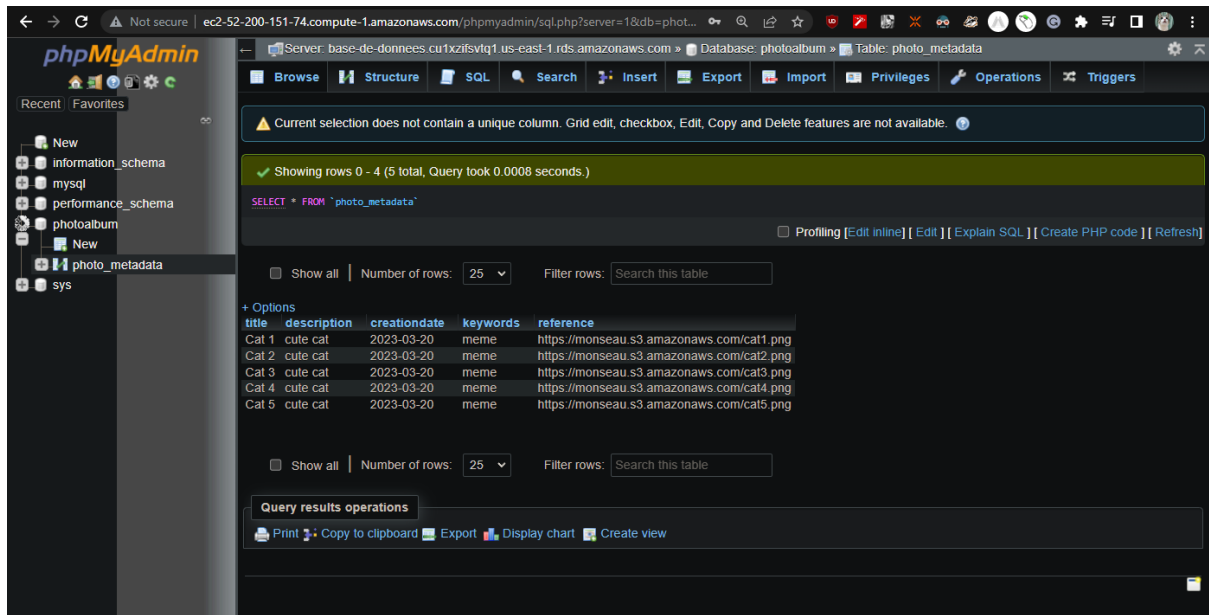 Not secure | ec2-52-200-151-74.compute-1.amazonaws.com/phpmyadmin/sql.php?server=1&db=phot...
phpMyAdmin
Recent Favorites
New
information_schema
mysql
performance_schema
photoalbum
New
photo_metadata
sys
Server: base-de-donnees.cu1xzifsvtq1.us-east-1.rds.amazonaws.com » Database: photoalbum » Table: photo_metadata
Browse Structure SQL Search Insert Export Import Privileges Operations Triggers
Current selection does not contain a unique column. Grid edit, checkbox, Edit, Copy and Delete features are not available.
Showing rows 0 - 4 (5 total, Query took 0.0008 seconds.)
SELECT * FROM `photo_metadata`
Profiling [Edit inline] [ Edit ] [ Explain SQL ] [ Create PHP code ] [ Refresh]
Show all | Number of rows: 25 Filter rows: Search this table
+ Options
title description creationdate keywords reference
Cat 1 cute cat 2023-03-20 meme https://monseau.s3.amazonaws.com/cat1.png
Cat 2 cute cat 2023-03-20 meme https://monseau.s3.amazonaws.com/cat2.png
Cat 3 cute cat 2023-03-20 meme https://monseau.s3.amazonaws.com/cat3.png
Cat 4 cute cat 2023-03-20 meme https://monseau.s3.amazonaws.com/cat4.png
Cat 5 cute cat 2023-03-20 meme https://monseau.s3.amazonaws.com/cat5.png
Show all | Number of rows: 25 Filter rows: Search this table
Query results operations
Print Copy to clipboard Export Display chart Create view